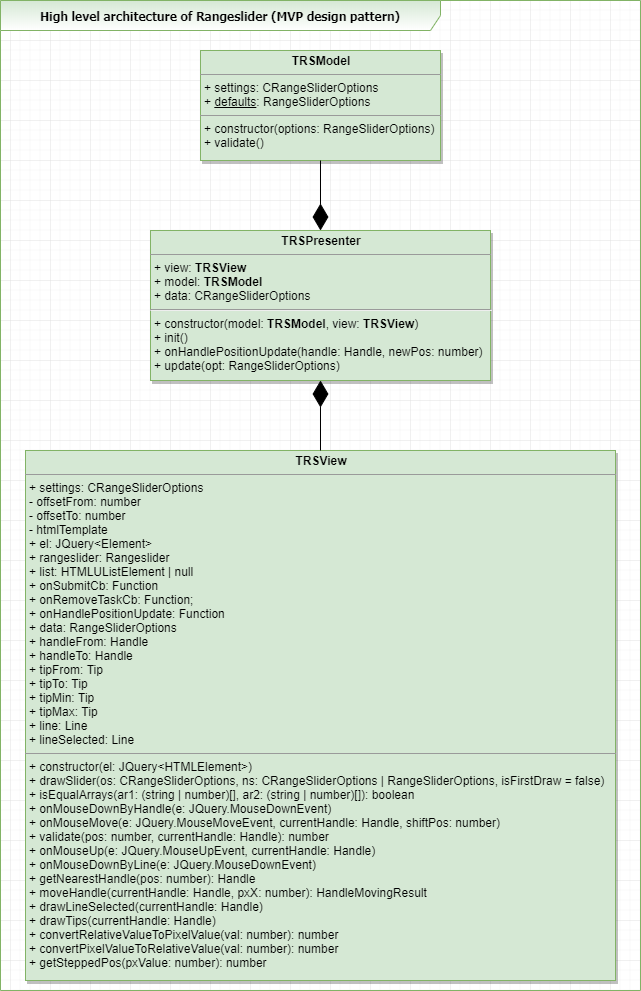 High level architecture of Rangeslider (MVP design pattern)
TRSModel
+ settings: CRangeSliderOptions
+ defaults: RangeSliderOptions
+ constructor(options: RangeSliderOptions)
+ validate()
TRSPresenter
+ view: TRSView
+ model: TRSModel
+ data: CRangeSliderOptions
+ constructor(model: TRSModel, view: TRSView)
+ init()
+ onHandlePositionUpdate(handle: Handle, newPos: number)
+ update(opt: RangeSliderOptions)
TRSView
+ settings: CRangeSliderOptions
- offsetFrom: number
- offsetTo: number
- htmlTemplate
+ el: JQuery<Element>
+ rangeslider: Rangeslider
+ list: HTMLUListElement | null
+ onSubmitCb: Function
+ onRemoveTaskCb: Function;
+ onHandlePositionUpdate: Function
+ data: RangeSliderOptions
+ handleFrom: Handle
+ handleTo: Handle
+ tipFrom: Tip
+ tipTo: Tip
+ tipMin: Tip
+ tipMax: Tip
+ line: Line
+ lineSelected: Line
+ constructor(el: JQuery<HTMLElement>)
+ drawSlider(os: CRangeSliderOptions, ns: CRangeSliderOptions | RangeSliderOptions, isFirstDraw = false)
+ isEqualArrays(ar1: (string | number)[], ar2: (string | number)[]): boolean
+ onMouseDownByHandle(e: JQuery.MouseDownEvent)
+ onMouseMove(e: JQuery.MouseMoveEvent, currentHandle: Handle, shiftPos: number)
+ validate(pos: number, currentHandle: Handle): number
+ onMouseUp(e: JQuery.MouseUpEvent, currentHandle: Handle)
+ onMouseDownByLine(e: JQuery.MouseDownEvent)
+ getNearestHandle(pos: number): Handle
+ moveHandle(currentHandle: Handle, pxX: number): HandleMovingResult
+ drawLineSelected(currentHandle: Handle)
+ drawTips(currentHandle: Handle)
+ convertRelativeValueToPixelValue(val: number): number
+ convertPixelValueToRelativeValue(val: number): number
+ getSteppedPos(pxValue: number): number